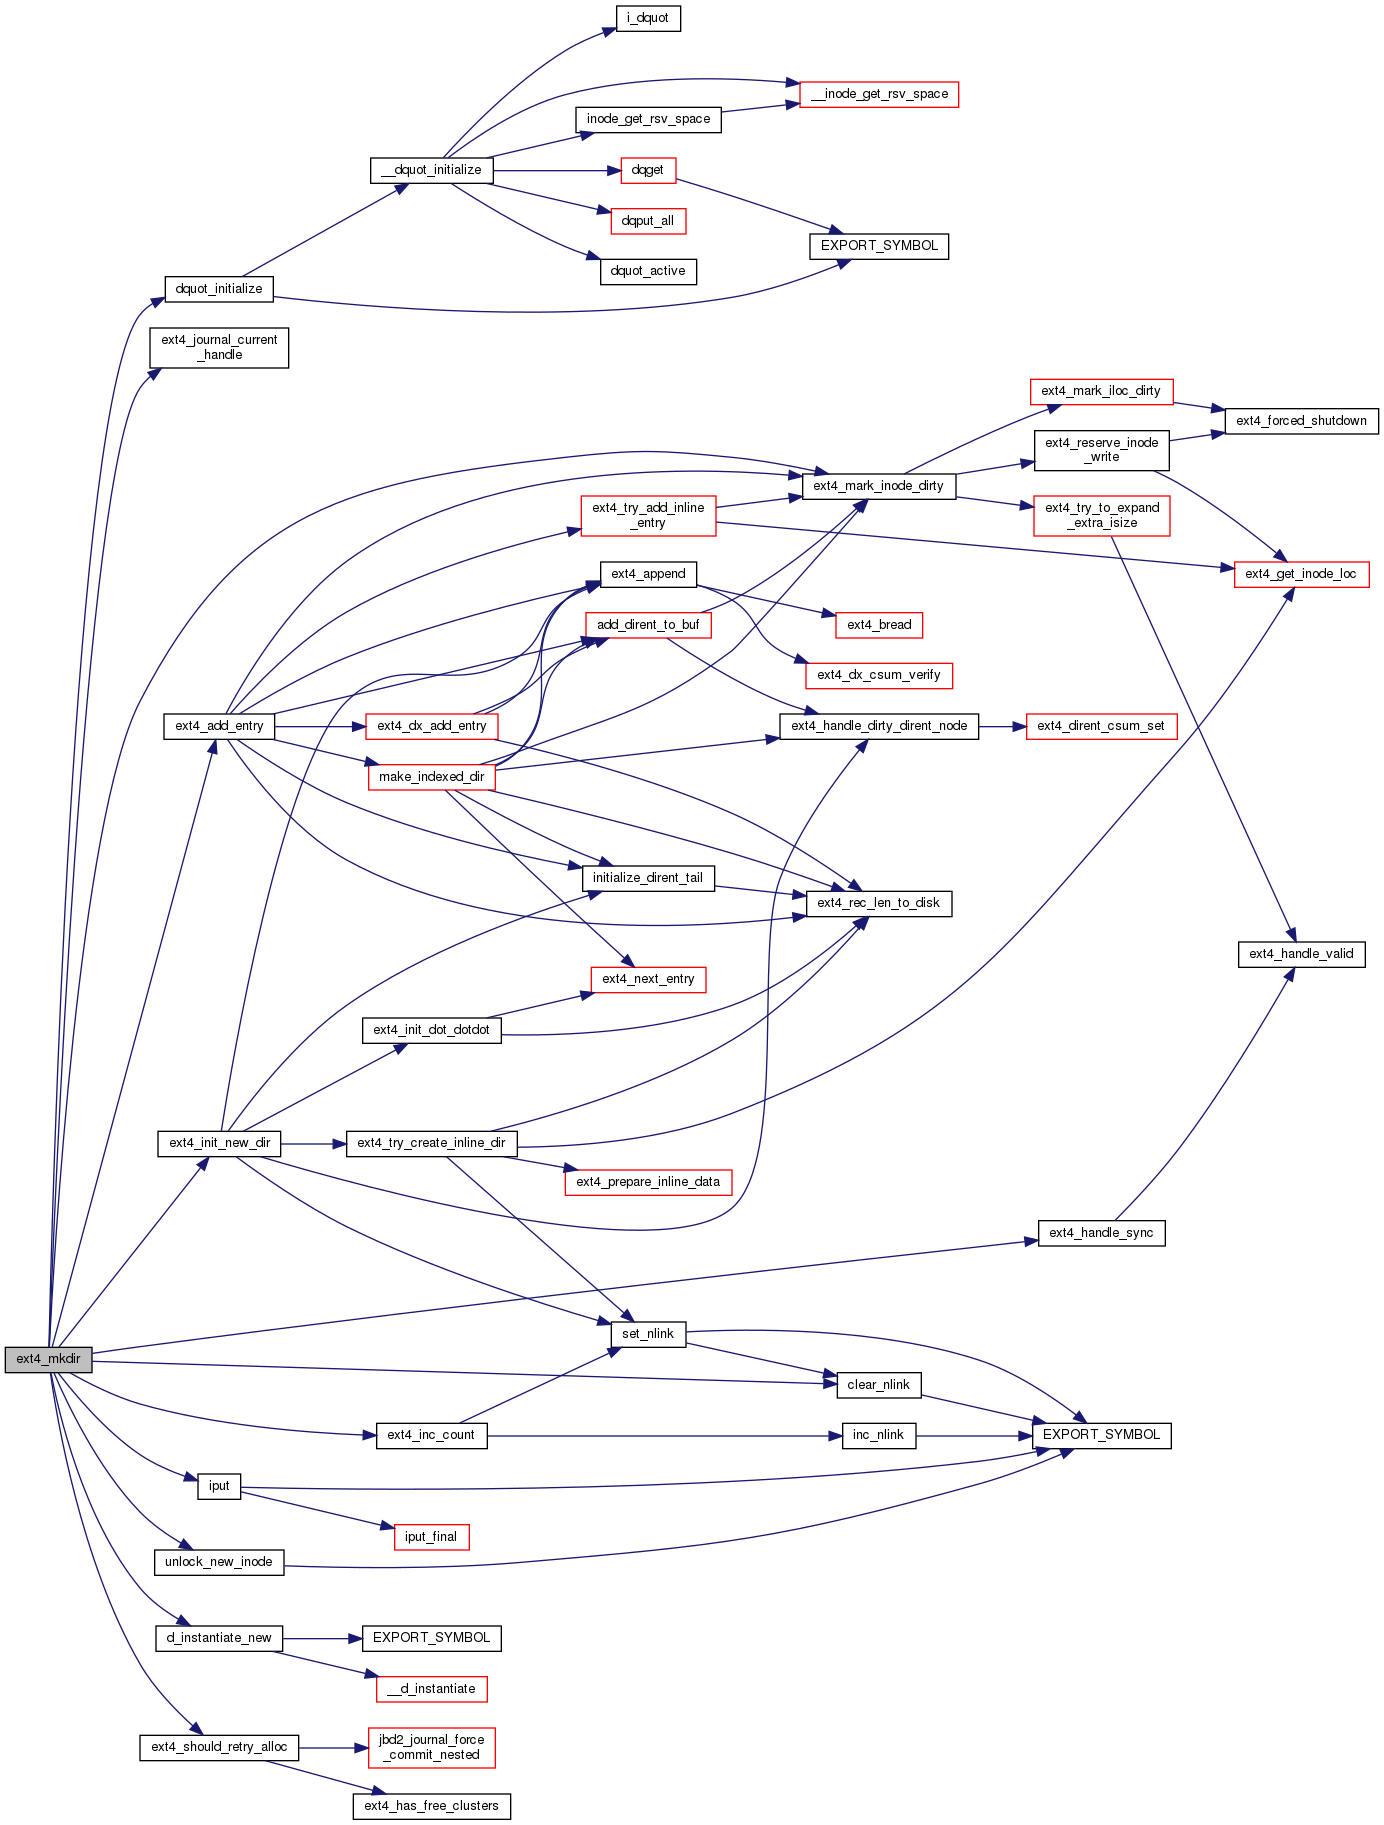 i_dquot
__inode_get_rsv_space
inode_get_rsv_space
__dquot_initialize
dqget
dqput_all
EXPORT_SYMBOL
dquot_active
dquot_initialize
ext4_journal_current
_handle
ext4_mark_iloc_dirty
ext4_forced_shutdown
ext4_reserve_inode
_write
ext4_mark_inode_dirty
ext4_try_add_inline
_entry
ext4_try_to_expand
_extra_isize
ext4_append
ext4_get_inode_loc
add_dirent_to_buf
ext4_bread
ext4_dx_csum_verify
ext4_add_entry
ext4_dx_add_entry
ext4_handle_dirty_dirent_node
ext4_dirent_csum_set
make_indexed_dir
initialize_dirent_tail
ext4_rec_len_to_disk
ext4_handle_valid
ext4_next_entry
ext4_init_dot_dotdot
ext4_init_new_dir
ext4_try_create_inline_dir
ext4_prepare_inline_data
ext4_handle_sync
set_nlink
ext4_mkdir
clear_nlink
ext4_inc_count
inc_nlink
EXPORT_SYMBOL
iput
iput_final
unlock_new_inode
d_instantiate_new
EXPORT_SYMBOL
__d_instantiate
ext4_should_retry_alloc
jbd2_journal_force
_commit_nested
ext4_has_free_clusters